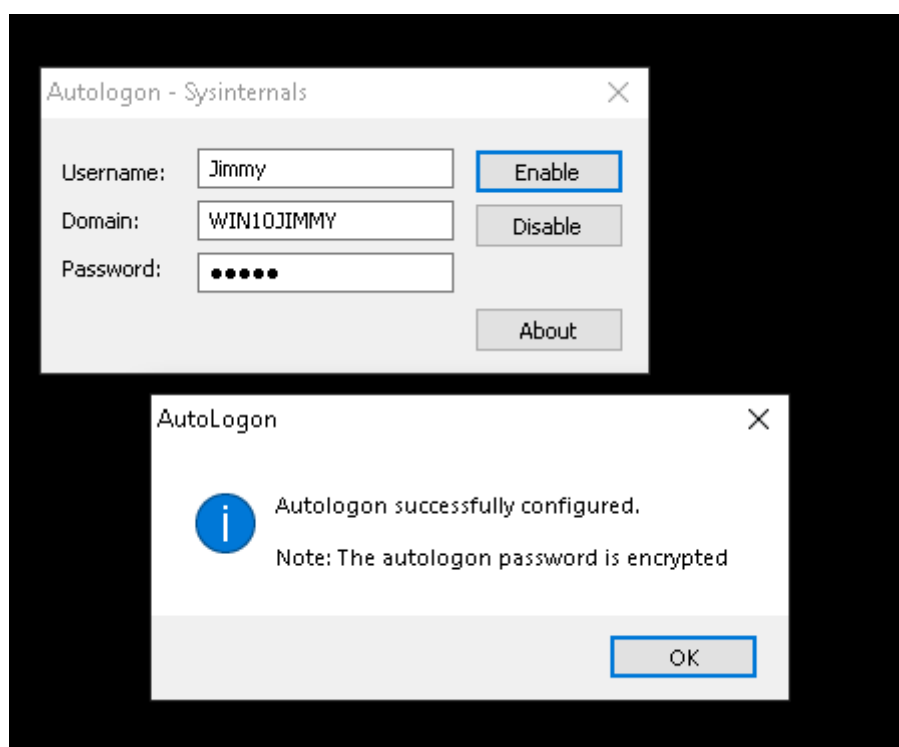 Autologon - Sysinternals
Username: Jimmy Enable
Domain: WIN10JIMMY Disable
Password: ●●●●●
About
AutoLogon
i
Autologon successfully configured.
Note: The autologon password is encrypted
OK